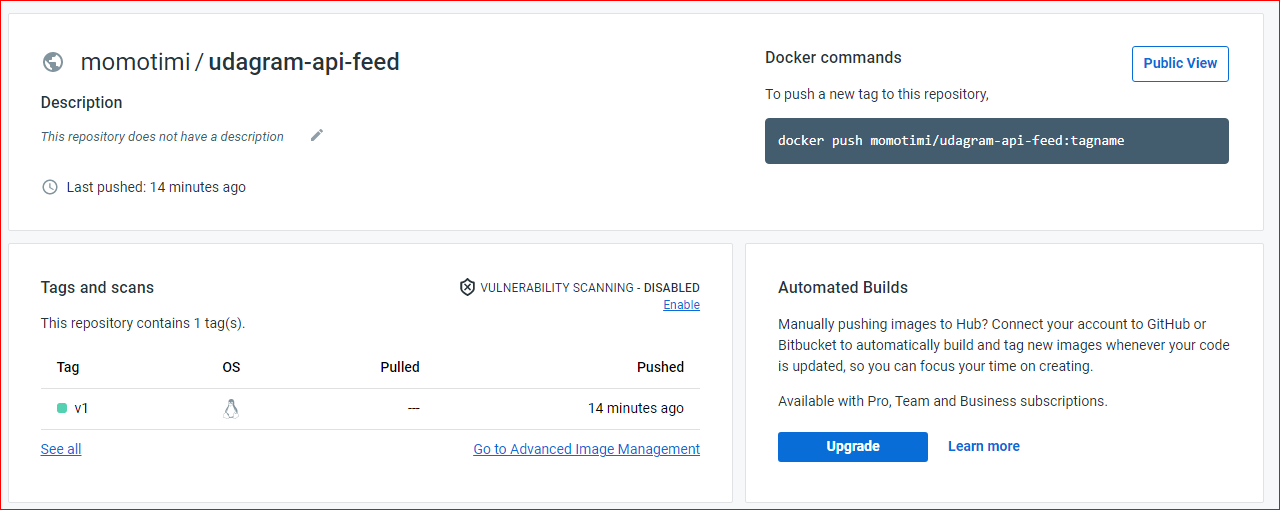 momotimi / udagram-api-feed
Description
This repository does not have a description
Last pushed: 14 minutes ago
Docker commands
Public View
To push a new tag to this repository,
docker push momotimi/udagram-api-feed:tagname
Tags and scans
VULNERABILITY SCANNING - DISABLED
Enable
This repository contains 1 tag(s).
Tag OS Pulled Pushed
v1 --- 14 minutes ago
See all Go to Advanced Image Management
Automated Builds
Manually pushing images to Hub? Connect your account to GitHub or
Bitbucket to automatically build and tag new images whenever your code
is updated, so you can focus your time on creating.
Available with Pro, Team and Business subscriptions.
Upgrade Learn more